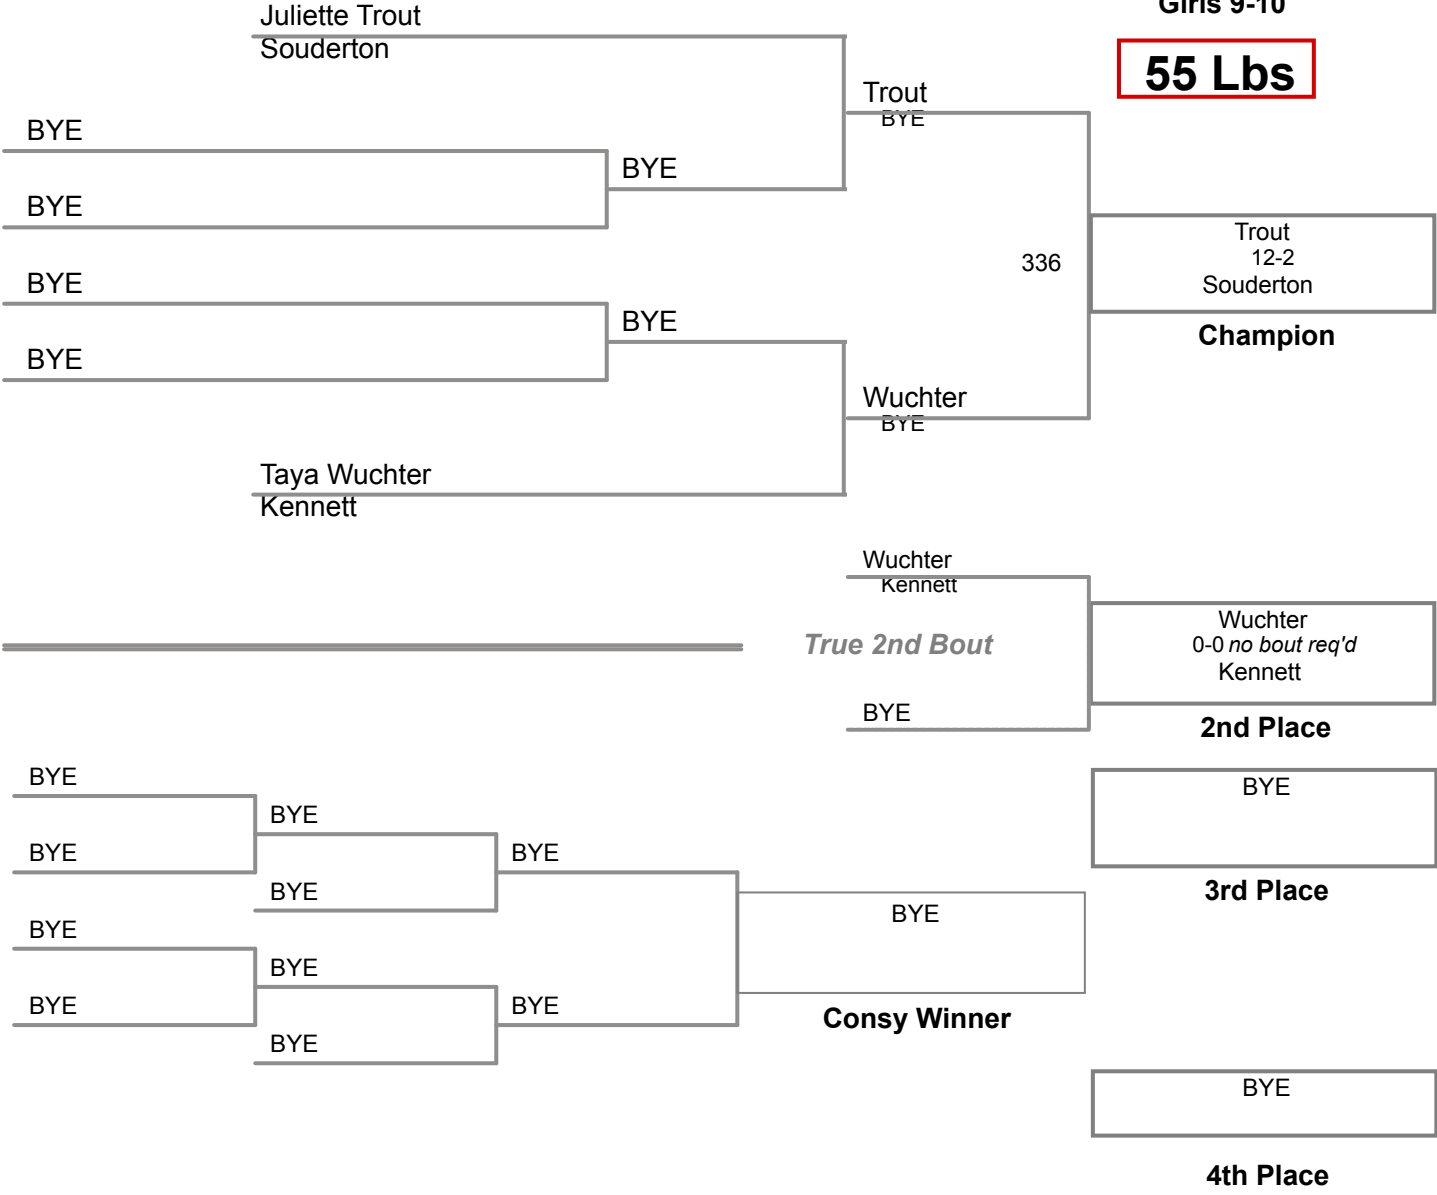 Girls 9-10
55 Lbs
Juliette Trout
Souderton
BYE
BYE
BYE
BYE
BYE
BYE
Taya Wuchter
Kennett
Trout
BYE
336
Wuchter
BYE
Trout
12-2
Souderton
Champion
Wuchter
Kennett
True 2nd Bout
BYE
Wuchter
0-0 no bout req'd
Kennett
2nd Place
BYE
BYE
BYE
BYE
BYE
BYE
BYE
BYE
BYE
BYE
BYE
Consy Winner
BYE
3rd Place
BYE
4th Place